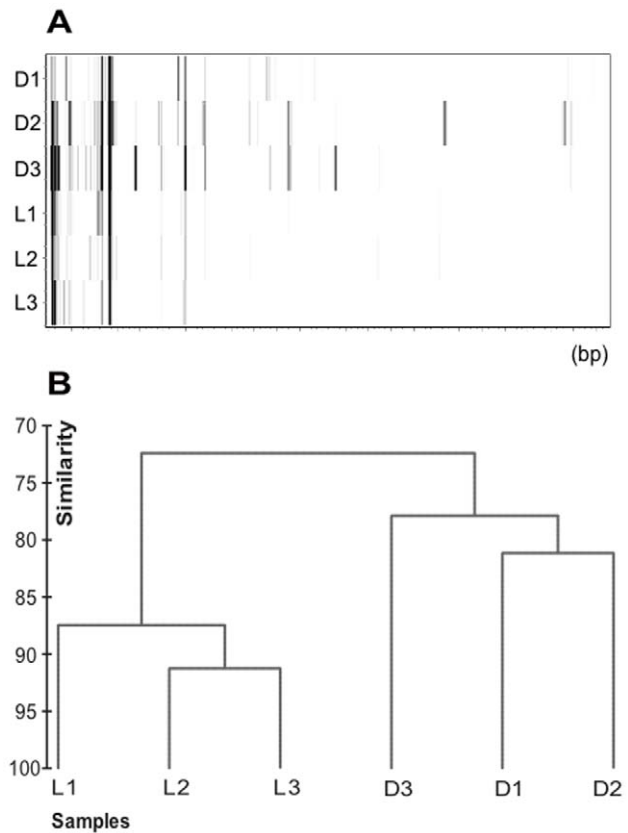 A
D1
D2
D3
L1
L2
L3
(bp)
B
Similarity
70
75
80
85
90
95
100
L1 L2 L3 D3 D1 D2
Samples